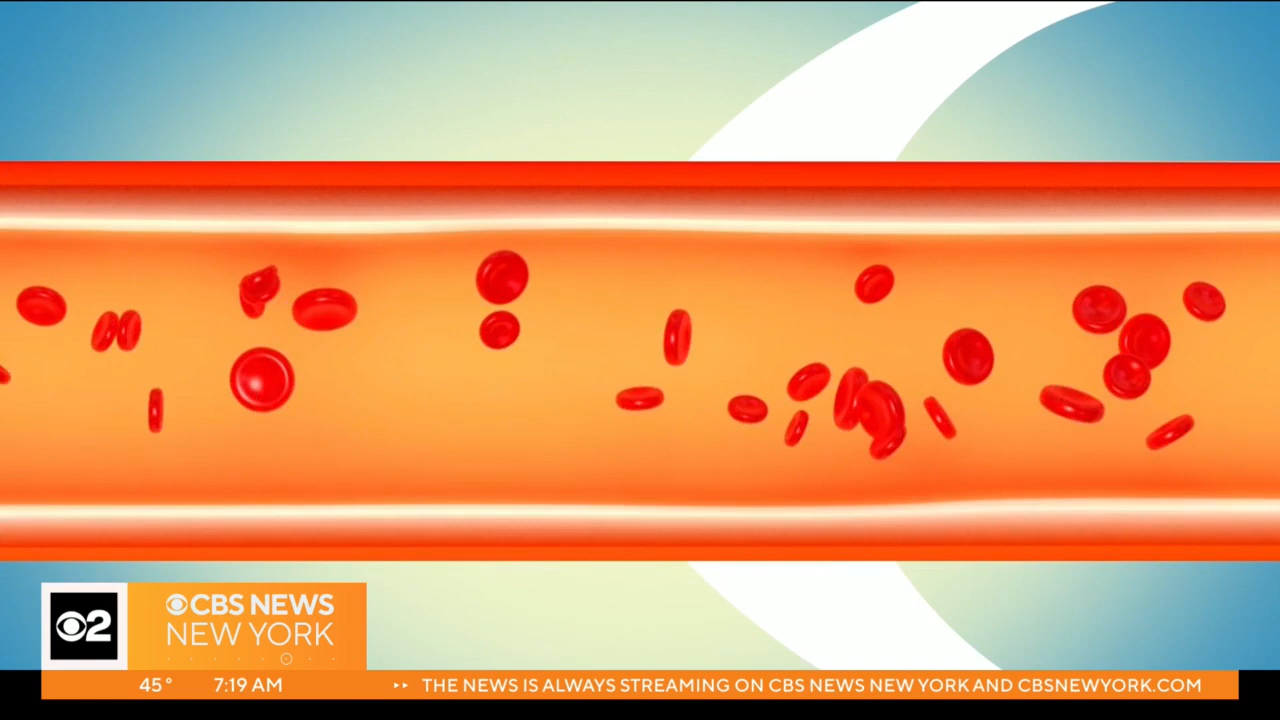 2
CBS NEWS
NEW YORK
45° 7:19 AM THE NEWS IS ALWAYS STREAMING ON CBS NEWS NEW YORK AND CBSNEWYORK.COM